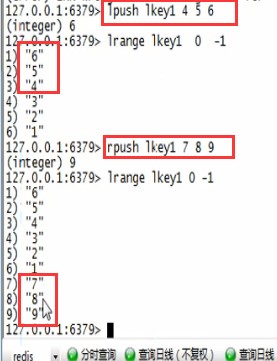 127.0.0.1:6379> lpush lkey1 4 5 6
(integer) 6
127.0.0.1:6379> lrange lkey1 0 -1
1) "6"
2) "5"
3) "4"
4) "3"
5) "2"
6) "1"
127.0.0.1:6379> rpush lkey1 7 8 9
(integer) 9
127.0.0.1:6379> lrange lkey1 0 -1
1) "6"
2) "5"
3) "4"
4) "3"
5) "2"
6) "1"
7) "7"
8) "8"
9) "9"
127.0.0.1:6379>
redis 分时查询 查询日线（不复权） 查询日线